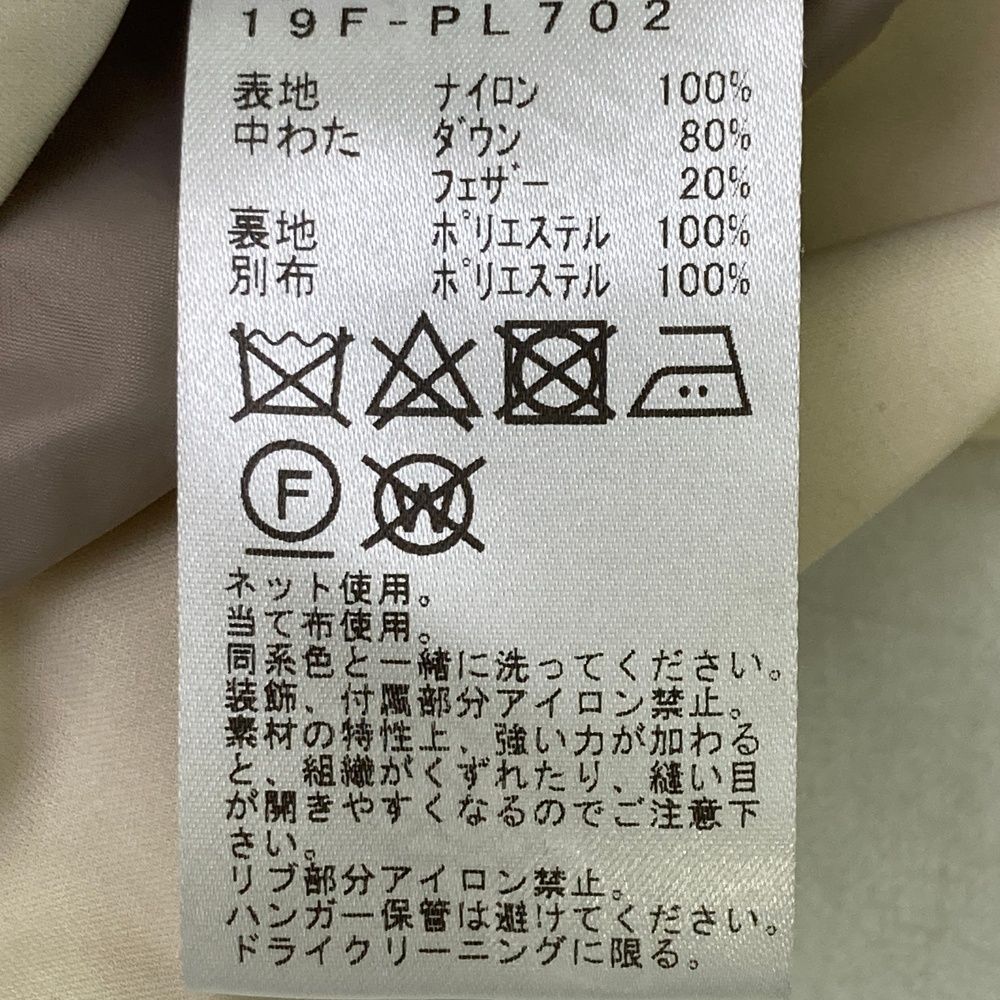 19F-PL702
表地 ナイロン 100%
中わた ダウン 80%
フェザー 20%
裏地 ポリエステル 100%
別布 ポリエステル 100%
F W
ネット使用。
当て布使用。
同系色と一緒に洗ってください。
装飾、付属部分アイロン禁止。
素材の特性上、強い力が加わる
と、組織がくずれたり、縫い目
が開きやすくなるのでご注意下
さい。
リブ部分アイロン禁止。
ハンガー保管は避けてください。
ドライクリーニングに限る。